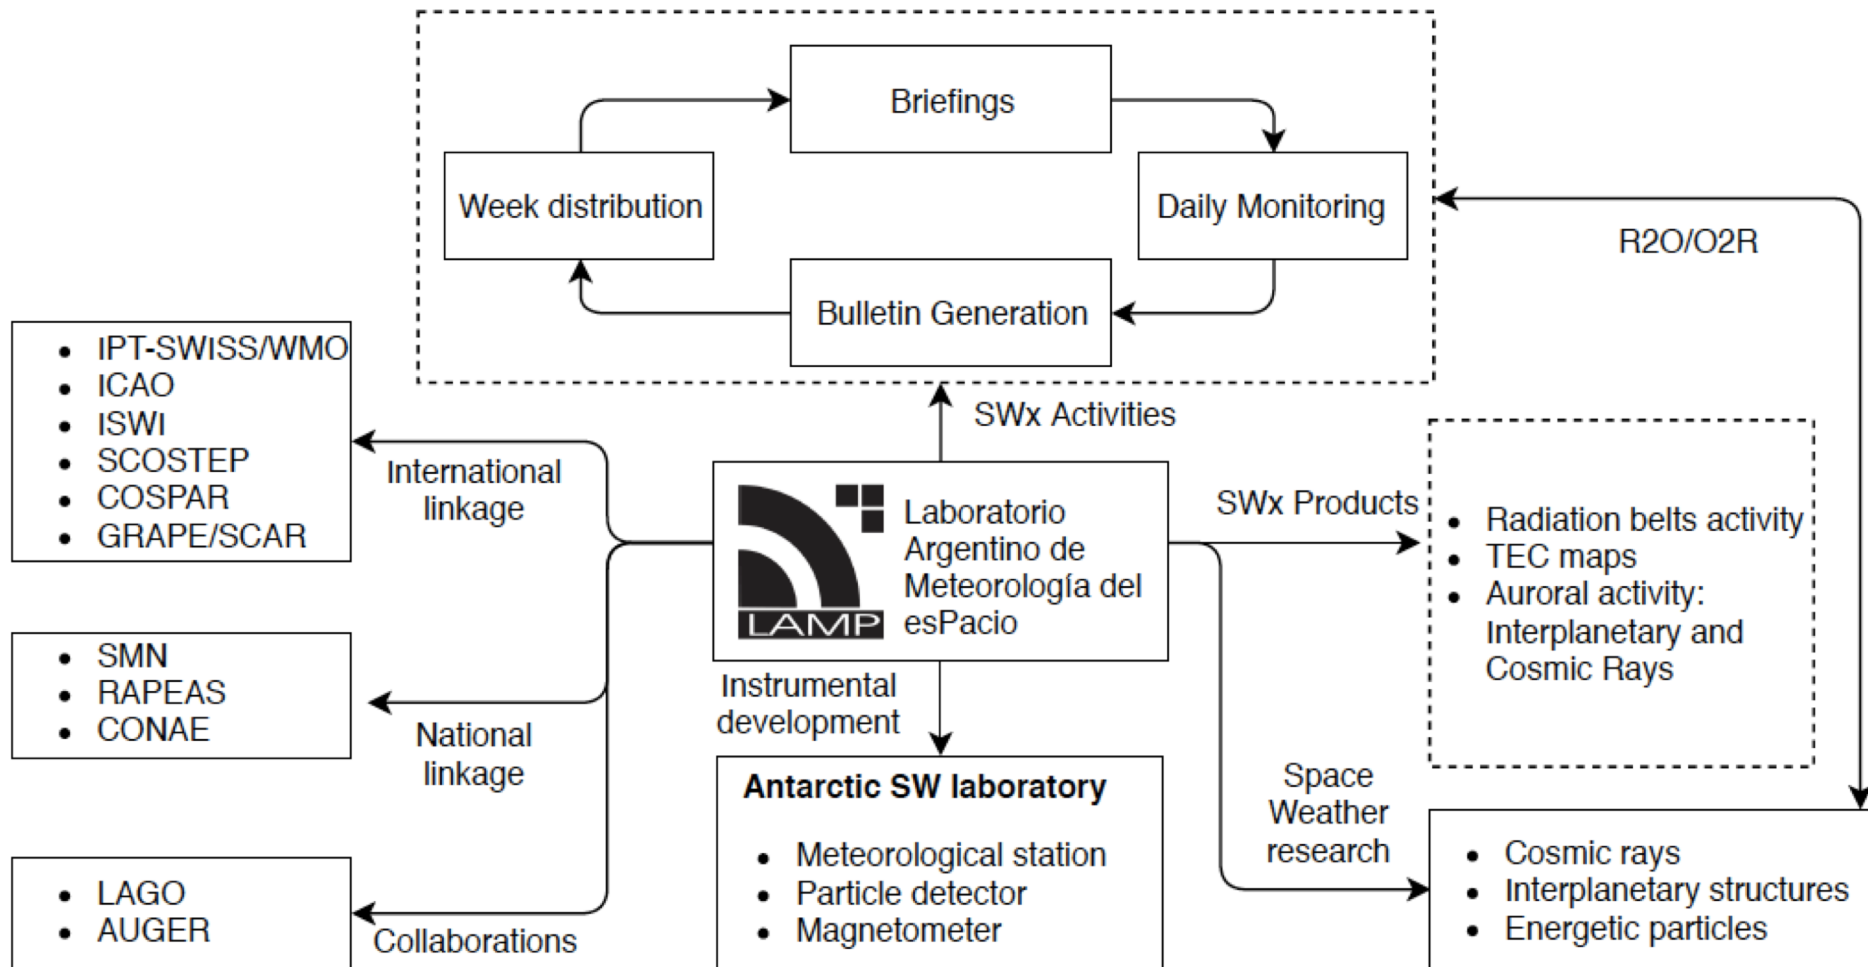 Briefings
Week distribution
Daily Monitoring
Bulletin Generation
R2O/O2R
SWx Activities
• IPT-SWISS/WMO
• ICAO
• ISWI
• SCOSTEP
• COSPAR
• GRAPE/SCAR
International
linkage
Laboratorio
Argentino de
Meteorología del
esPacio
LAMP
SWx Products
• Radiation belts activity
• TEC maps
• Auroral activity:
Interplanetary and
Cosmic Rays
• SMN
• RAPEAS
• CONAE
National
linkage
Instrumental
development
Antarctic SW laboratory
• Meteorological station
• Particle detector
• Magnetometer
Space
Weather
research
• Cosmic rays
• Interplanetary structures
• Energetic particles
• LAGO
• AUGER
Collaborations